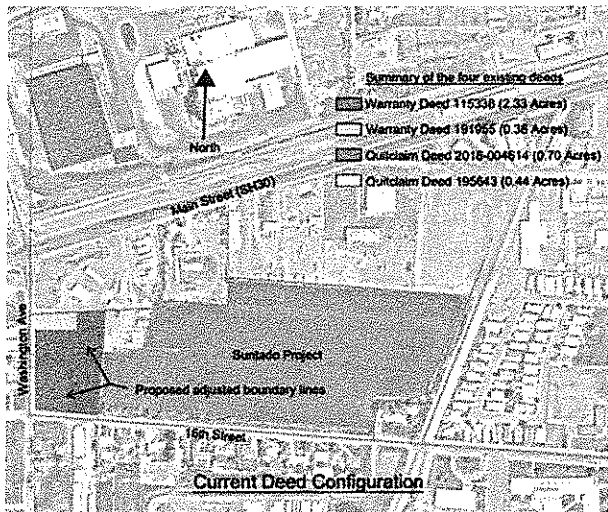 Summary of the four existing deeds
Warranty Deed 115338 (2.33 Acres)
Warranty Deed 191055 (0.36 Acres)
Quitclaim Deed 2018-004614 (0.70 Acres)
Quitclaim Deed 195643 (0.44 Acres)
North
Main Street (SH30)
Washington Ave
Suntado Project
Proposed adjusted boundary lines
16th Street
Current Deed Configuration